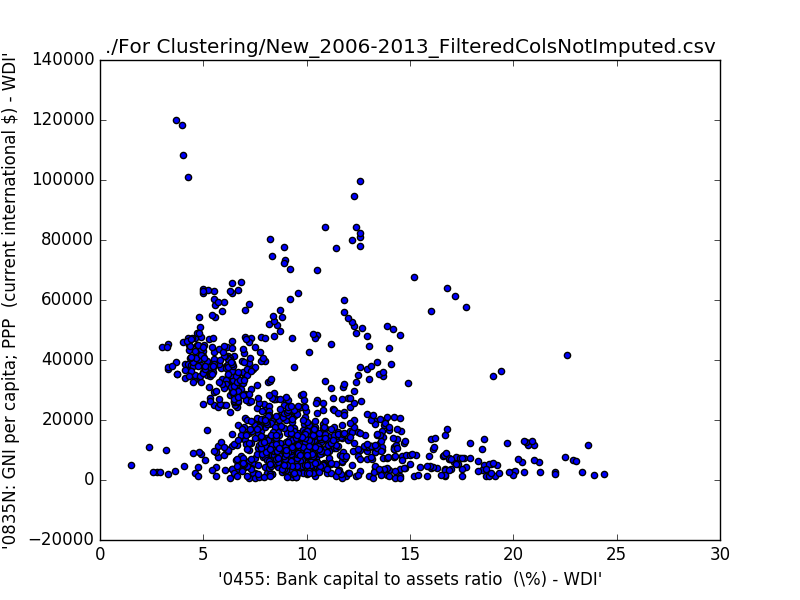 ./For Clustering/New_2006-2013_FilteredColsNotImputed.csv
140000
120000
100000
80000
60000
40000
20000
0
−20000
'0835N: GNI per capita; PPP  (current international $) - WDI'
0 5 10 15 20 25 30
'0455: Bank capital to assets ratio  (\%) - WDI'